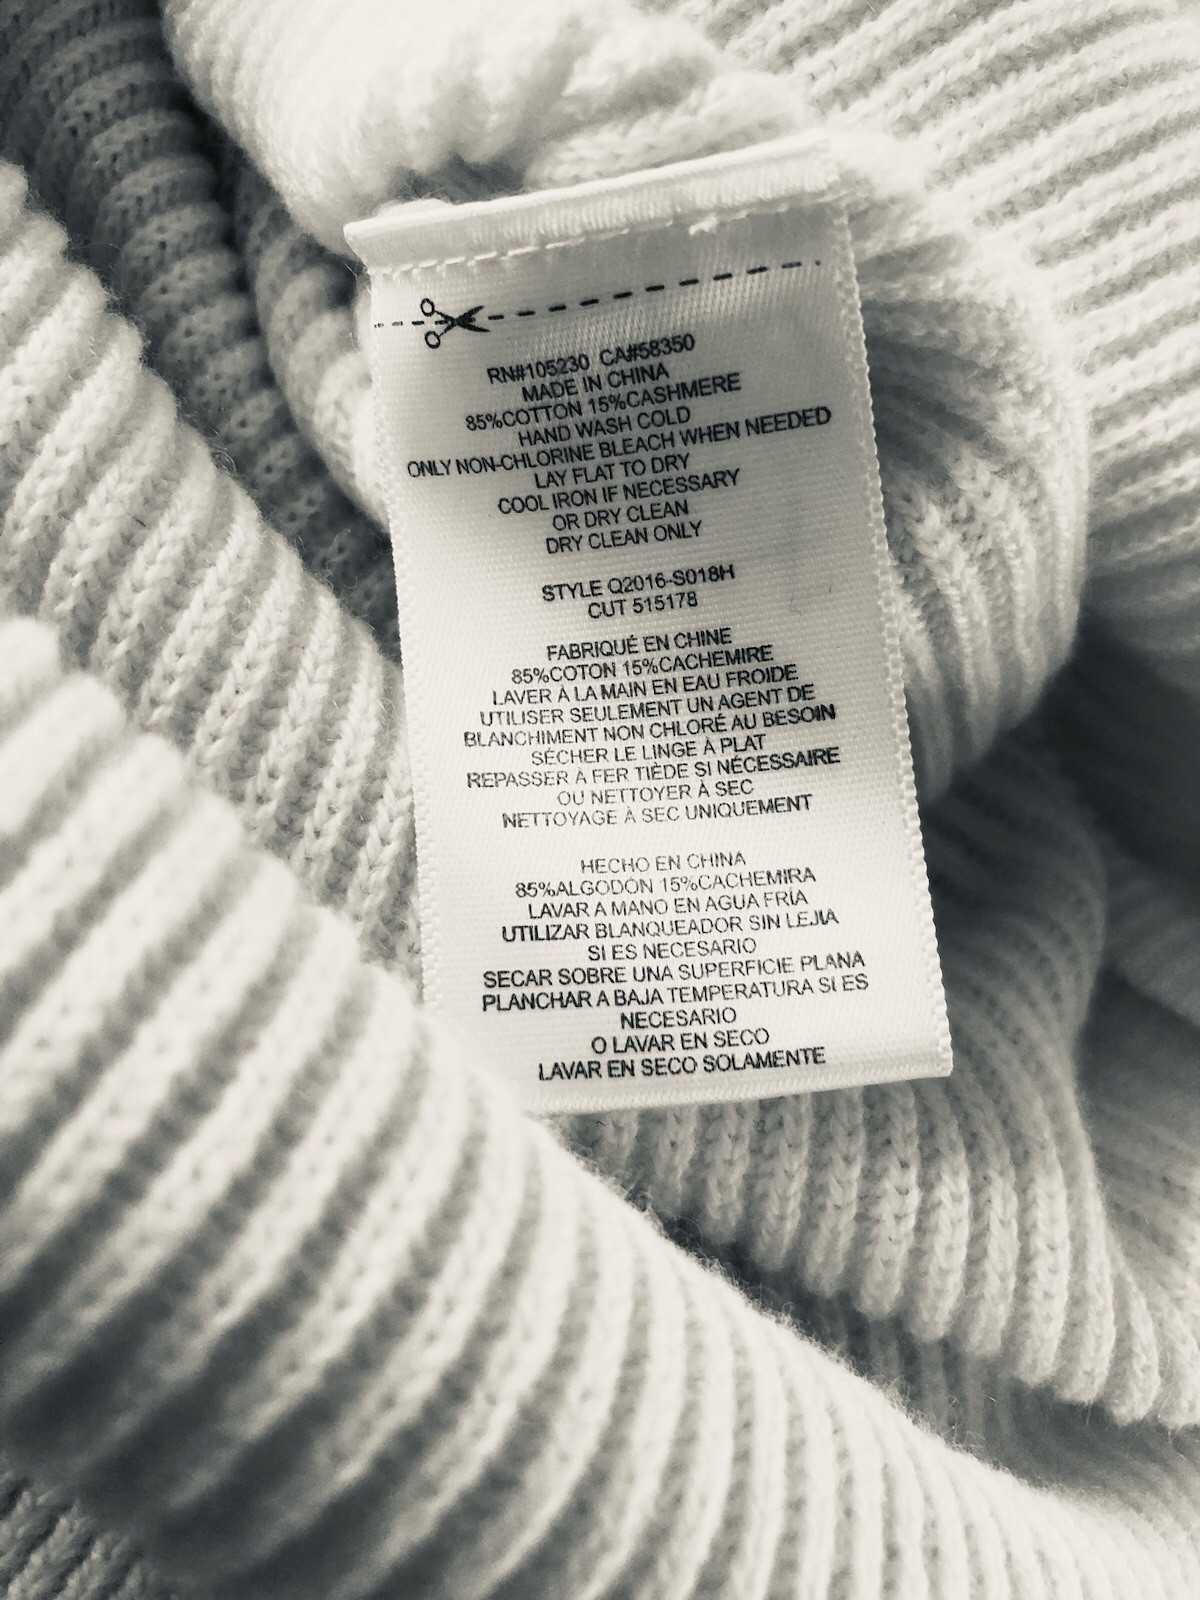 RN#105230 CA#58350
MADE IN CHINA
85%COTTON 15%CASHMERE
HAND WASH COLD
ONLY NON-CHLORINE BLEACH WHEN NEEDED
LAY FLAT TO DRY
COOL IRON IF NECESSARY
OR DRY CLEAN
DRY CLEAN ONLY
STYLE Q2016-S018H
CUT 515178
FABRIQUÉ EN CHINE
85%COTON 15%CACHEMIRE
LAVER À LA MAIN EN EAU FROIDE
UTILISER SEULEMENT UN AGENT DE
BLANCHIMENT NON CHLORÉ AU BESOIN
SÉCHER LE LINGE À PLAT
REPASSER À FER TIÈDE SI NÉCESSAIRE
OU NETTOYER À SEC
NETTOYAGE À SEC UNIQUEMENT
HECHO EN CHINA
85%ALGODÓN 15%CACHEMIRA
LAVAR A MANO EN AGUA FRÍA
UTILIZAR BLANQUEADOR SIN LEJIA
SI ES NECESARIO
SECAR SOBRE UNA SUPERFICIE PLANA
PLANCHAR A BAJA TEMPERATURA SI ES
NECESARIO
O LAVAR EN SECO
LAVAR EN SECO SOLAMENTE